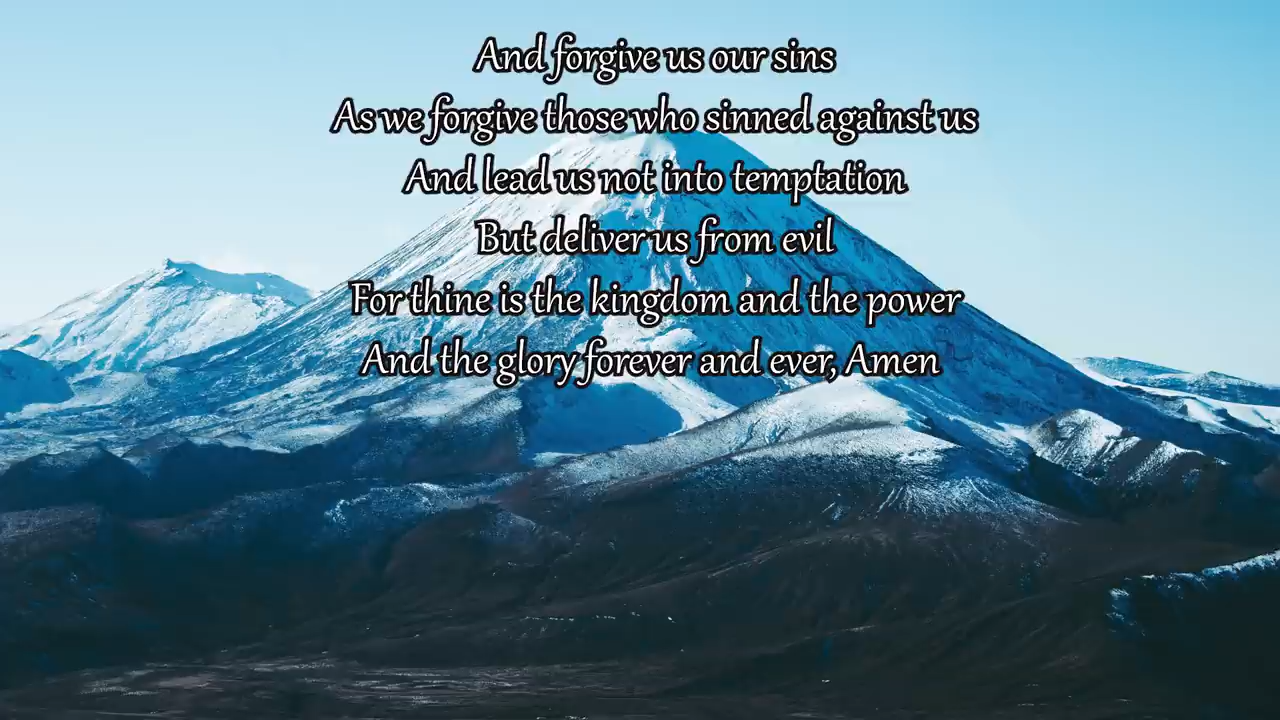 And forgive us our sins
As we forgive those who sinned against us
And lead us not into temptation
But deliver us from evil
For thine is the kingdom and the power
And the glory forever and ever, Amen